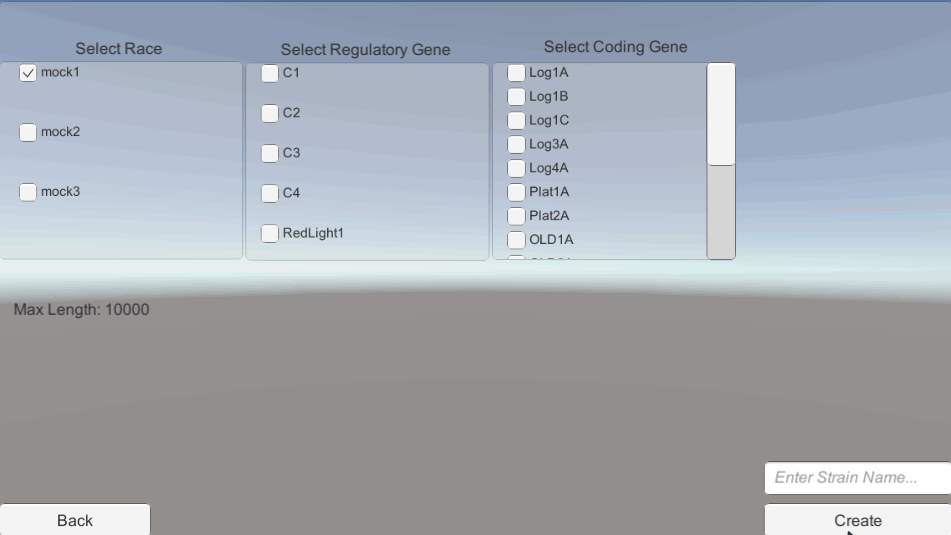 Select Race
mock1
mock2
mock3
Select Regulatory Gene
C1
C2
C3
C4
RedLight1
Select Coding Gene
Log1A
Log1B
Log1C
Log3A
Log4A
Plat1A
Plat2A
OLD1A
Max Length: 10000
Enter Strain Name...
Back
Create